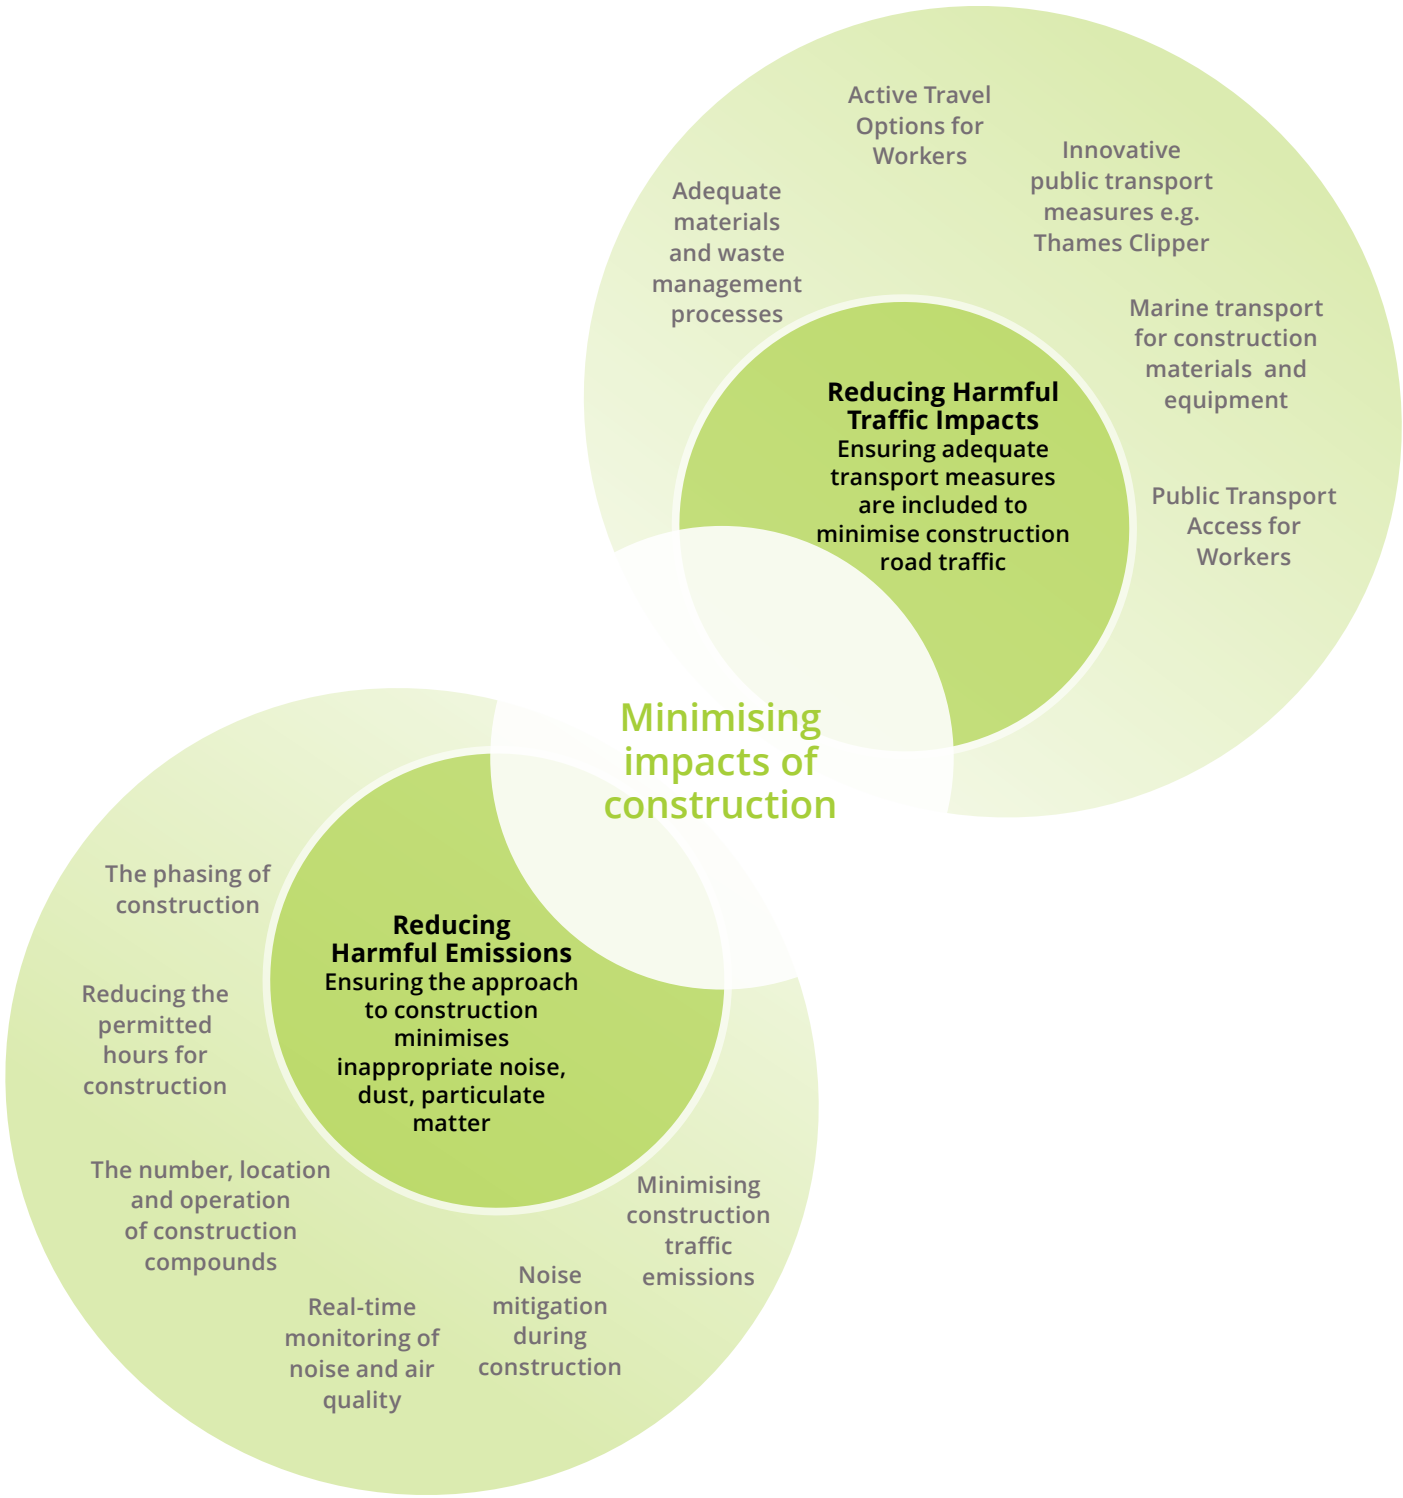 Active Travel
Options for
Workers
Innovative
public transport
measures e.g.
Thames Clipper
Adequate
materials
and waste
management
processes
Marine transport
for construction
materials  and
equipment
Public Transport
Access for
Workers
Reducing Harmful
Traffic Impacts
Ensuring adequate
transport measures
are included to
minimise construction
road traffic
Minimising
impacts of
construction
Reducing
Harmful Emissions
Ensuring the approach
to construction
minimises
inappropriate noise,
dust, particulate
matter
The phasing of
construction
Reducing the
permitted
hours for
construction
The number, location
and operation
of construction
compounds
Real-time
monitoring of
noise and air
quality
Noise
mitigation
during
construction
Minimising
construction
traffic
emissions